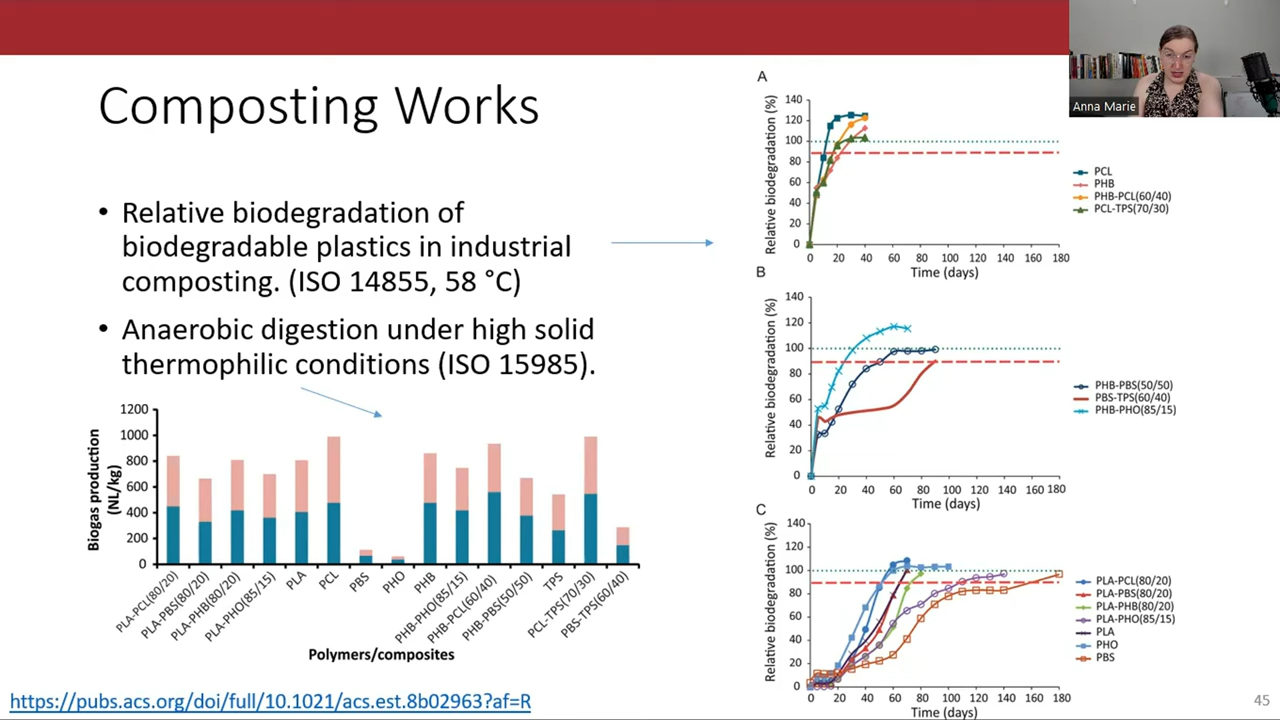 Composting Works
• Relative biodegradation of
biodegradable plastics in industrial
composting. (ISO 14855, 58 °C)
• Anaerobic digestion under high solid
thermophilic conditions (ISO 15985).
Biogas production
(NL/kg)
1200
1000
800
600
400
200
0
PLA-PCL(80/20)
PLA-PBS(80/20)
PLA-PHB(80/20)
PLA-PHO(85/15)
PLA
PCL
PBS
PHO
PHB
PHB-PHO(85/15)
PHB-PCL(60/40)
PHB-PBS(50/50)
TPS
PCL-TPS(70/30)
PBS-TPS(60/40)
Polymers/composites
https://pubs.acs.org/doi/full/10.1021/acs.est.8b02963?af=R
A
Relative biodegradation (%)
140
120
100
80
60
40
20
0
0 20 40 60 80 100 120 140 160 180
Time (days)
PCL
PHB
PHB-PCL(60/40)
PCL-TPS(70/30)
B
Relative biodegradation (%)
140
120
100
80
60
40
20
0
0 20 40 60 80 100 120 140 160 180
Time (days)
PHB-PBS(50/50)
PBS-TPS(60/40)
PHB-PHO(85/15)
C
Relative biodegradation (%)
140
120
100
80
60
40
20
0
0 20 40 60 80 100 120 140 160 180
Time (days)
PLA-PCL(80/20)
PLA-PBS(80/20)
PLA-PHB(80/20)
PLA-PHO(85/15)
PLA
PHO
PBS
Anna Marie
45